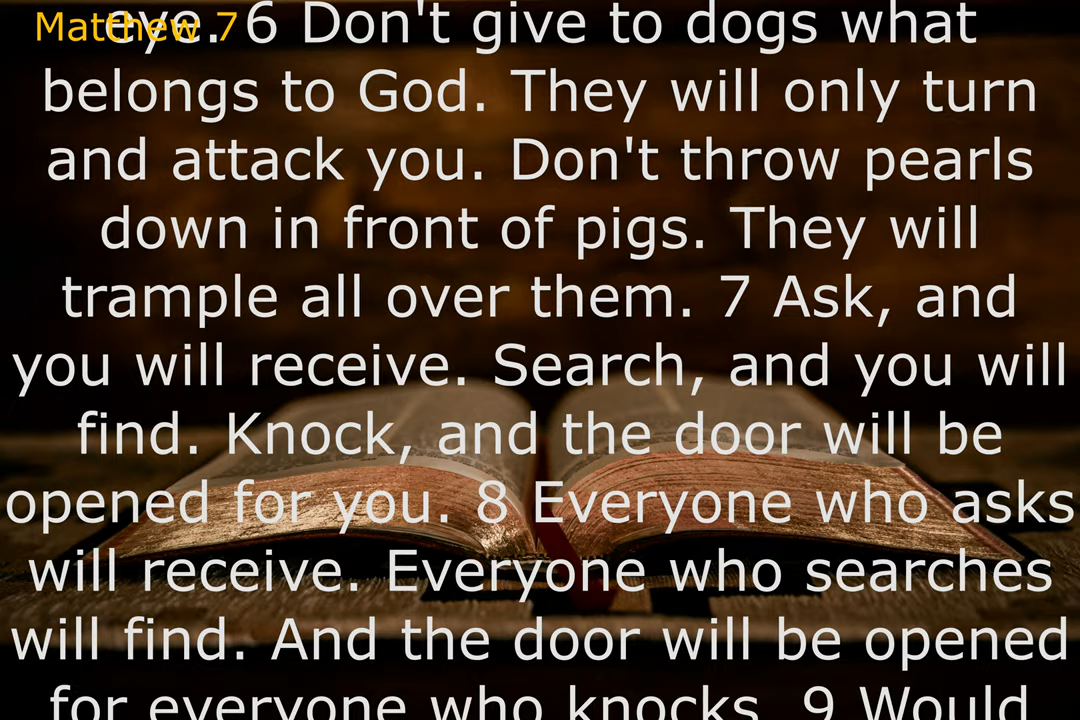 Matthew 7
eye. 6 Don't give to dogs what
belongs to God. They will only turn
and attack you. Don't throw pearls
down in front of pigs. They will
trample all over them. 7 Ask, and
you will receive. Search, and you will
find. Knock, and the door will be
opened for you. 8 Everyone who asks
will receive. Everyone who searches
will find. And the door will be opened
for everyone who knocks. 9 Would